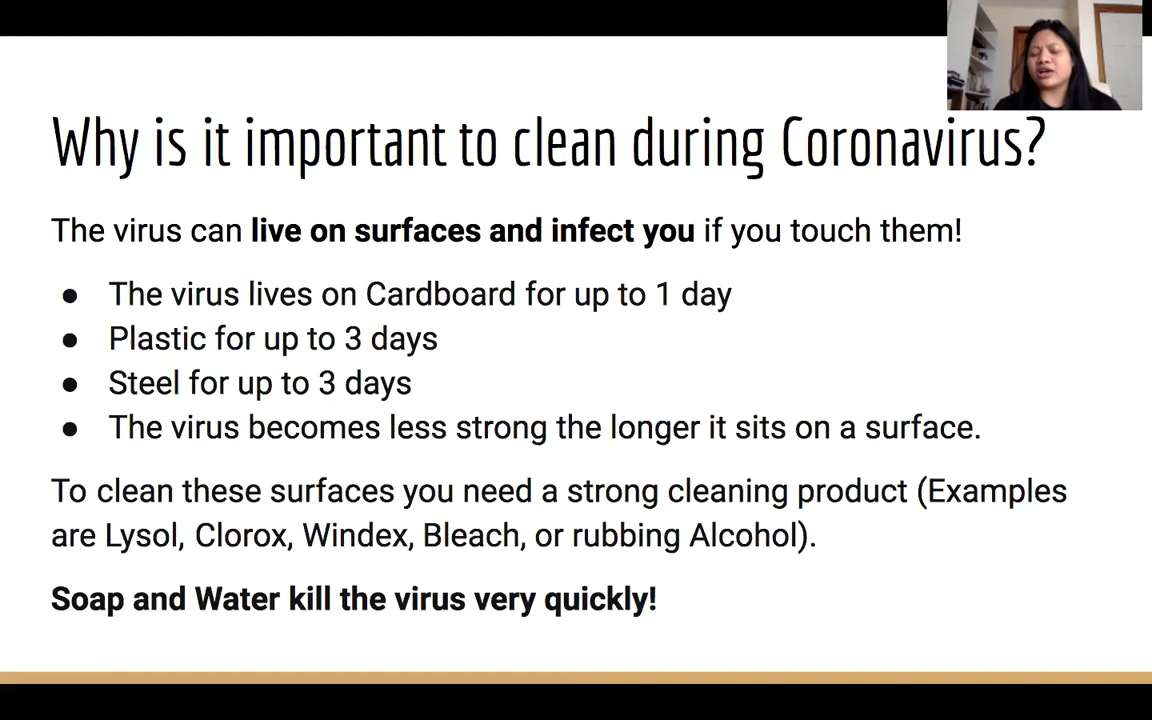 Why is it important to clean during Coronavirus?
The virus can live on surfaces and infect you if you touch them!
● The virus lives on Cardboard for up to 1 day
● Plastic for up to 3 days
● Steel for up to 3 days
● The virus becomes less strong the longer it sits on a surface.
To clean these surfaces you need a strong cleaning product (Examples
are Lysol, Clorox, Windex, Bleach, or rubbing Alcohol).
Soap and Water kill the virus very quickly!